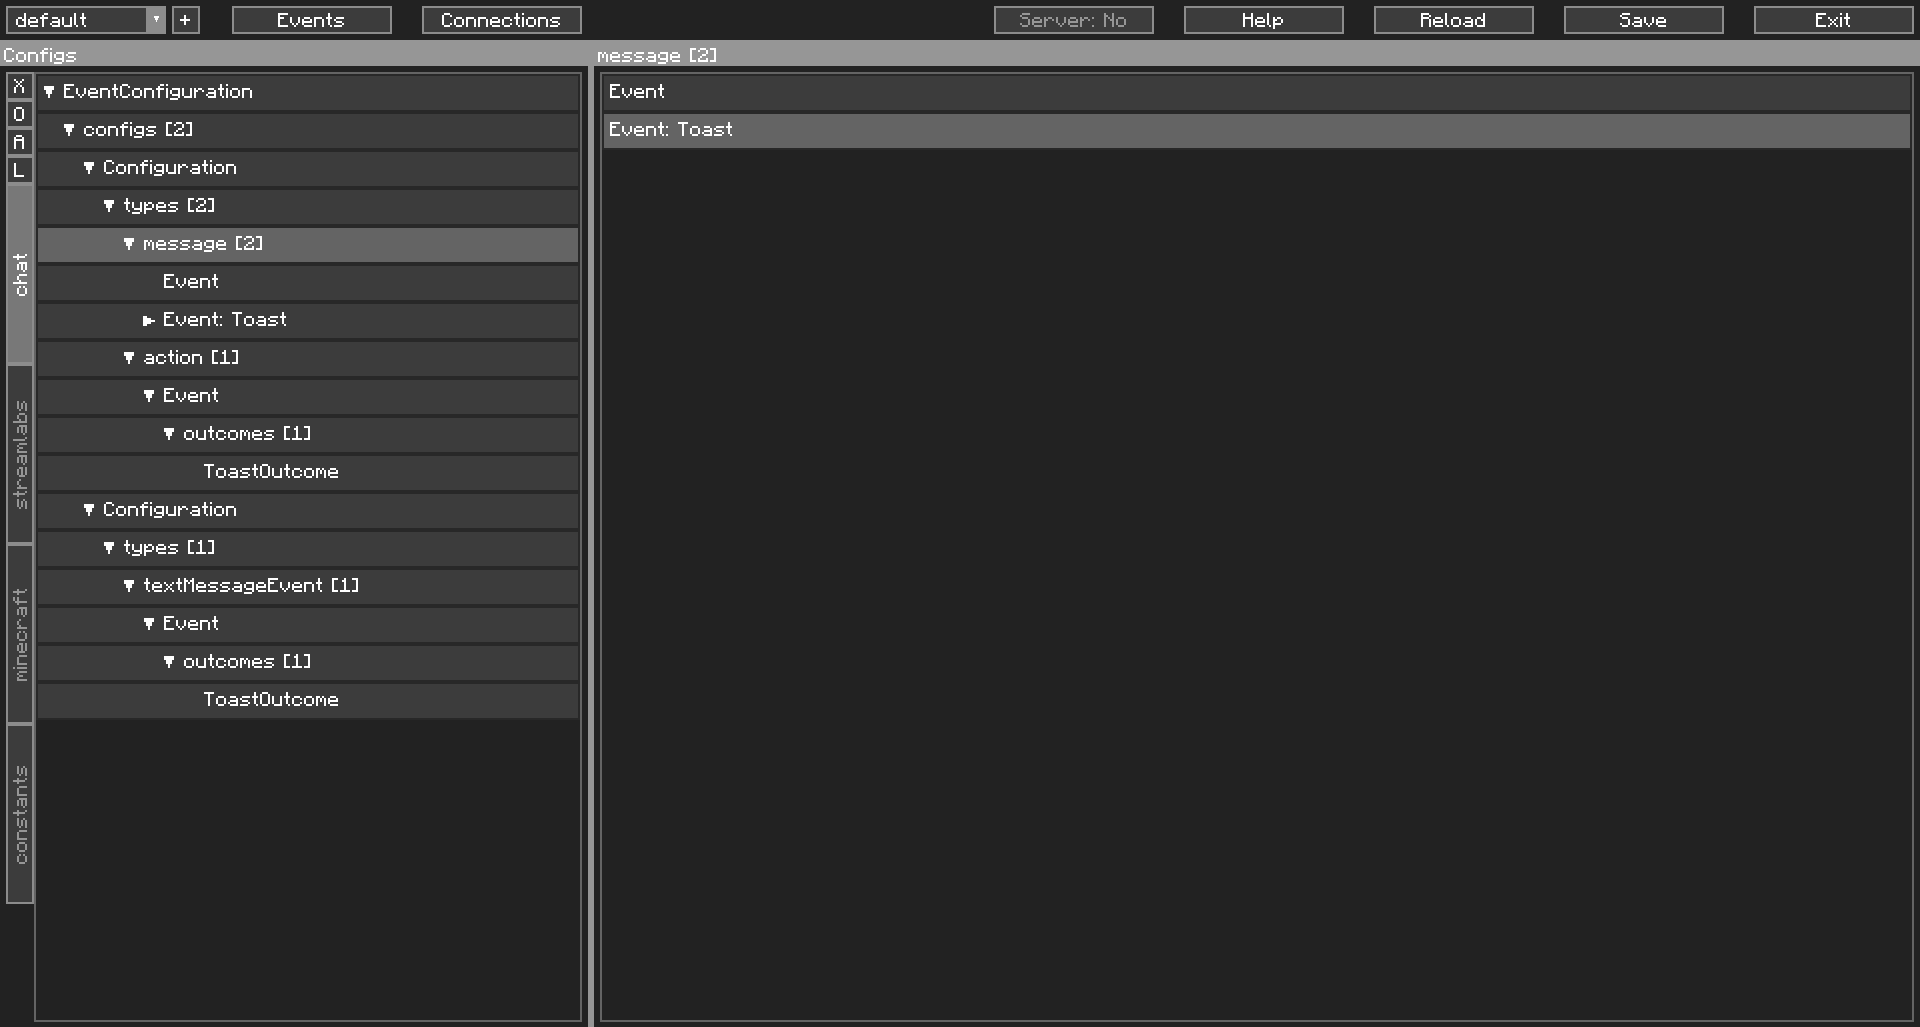 default + Events Connections Server: No Help Reload Save Exit
Configs message [2]
X
O
A
L
chat
streamlabs
minecraft
constants
EventConfiguration
configs [2]
Configuration
types [2]
message [2]
Event
Event: Toast
action [1]
Event
outcomes [1]
ToastOutcome
Configuration
types [1]
textMessageEvent [1]
Event
outcomes [1]
ToastOutcome
Event
Event: Toast